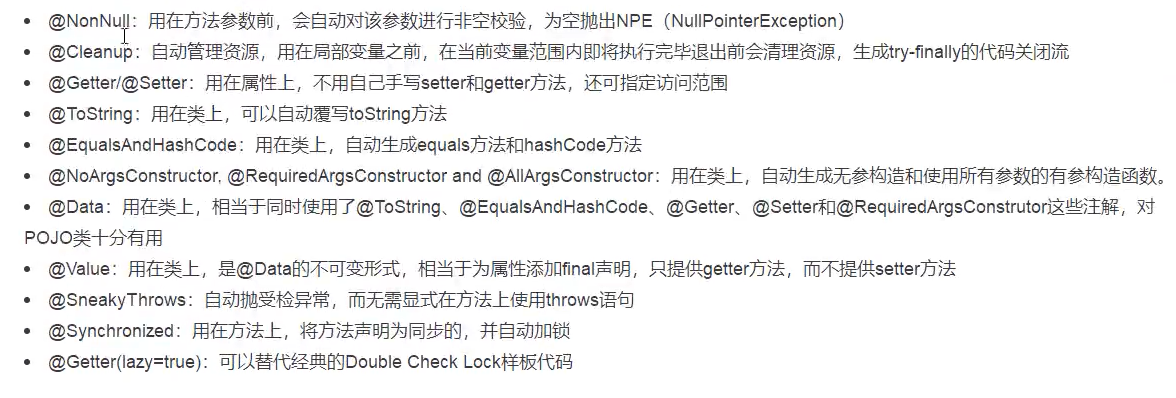 • @NonNull：用在方法参数前，会自动对该参数进行非空校验，为空抛出NPE（NullPointerException）
• @Cleanup：自动管理资源，用在局部变量之前，在当前变量范围内即将执行完毕退出前会清理资源，生成try-finally的代码关闭流
• @Getter/@Setter：用在属性上，不用自己手写setter和getter方法，还可指定访问范围
• @ToString：用在类上，可以自动覆写toString方法
• @EqualsAndHashCode：用在类上，自动生成equals方法和hashCode方法
• @NoArgsConstructor, @RequiredArgsConstructor and @AllArgsConstructor：用在类上，自动生成无参构造和使用所有参数的有参构造函数。
• @Data：用在类上，相当于同时使用了@ToString、@EqualsAndHashCode、@Getter、@Setter和@RequiredArgsConstrutor这些注解，对
POJO类十分有用
• @Value：用在类上，是@Data的不可变形式，相当于为属性添加final声明，只提供getter方法，而不提供setter方法
• @SneakyThrows：自动抛受检异常，而无需显式在方法上使用throws语句
• @Synchronized：用在方法上，将方法声明为同步的，并自动加锁
• @Getter(lazy=true)：可以替代经典的Double Check Lock样板代码